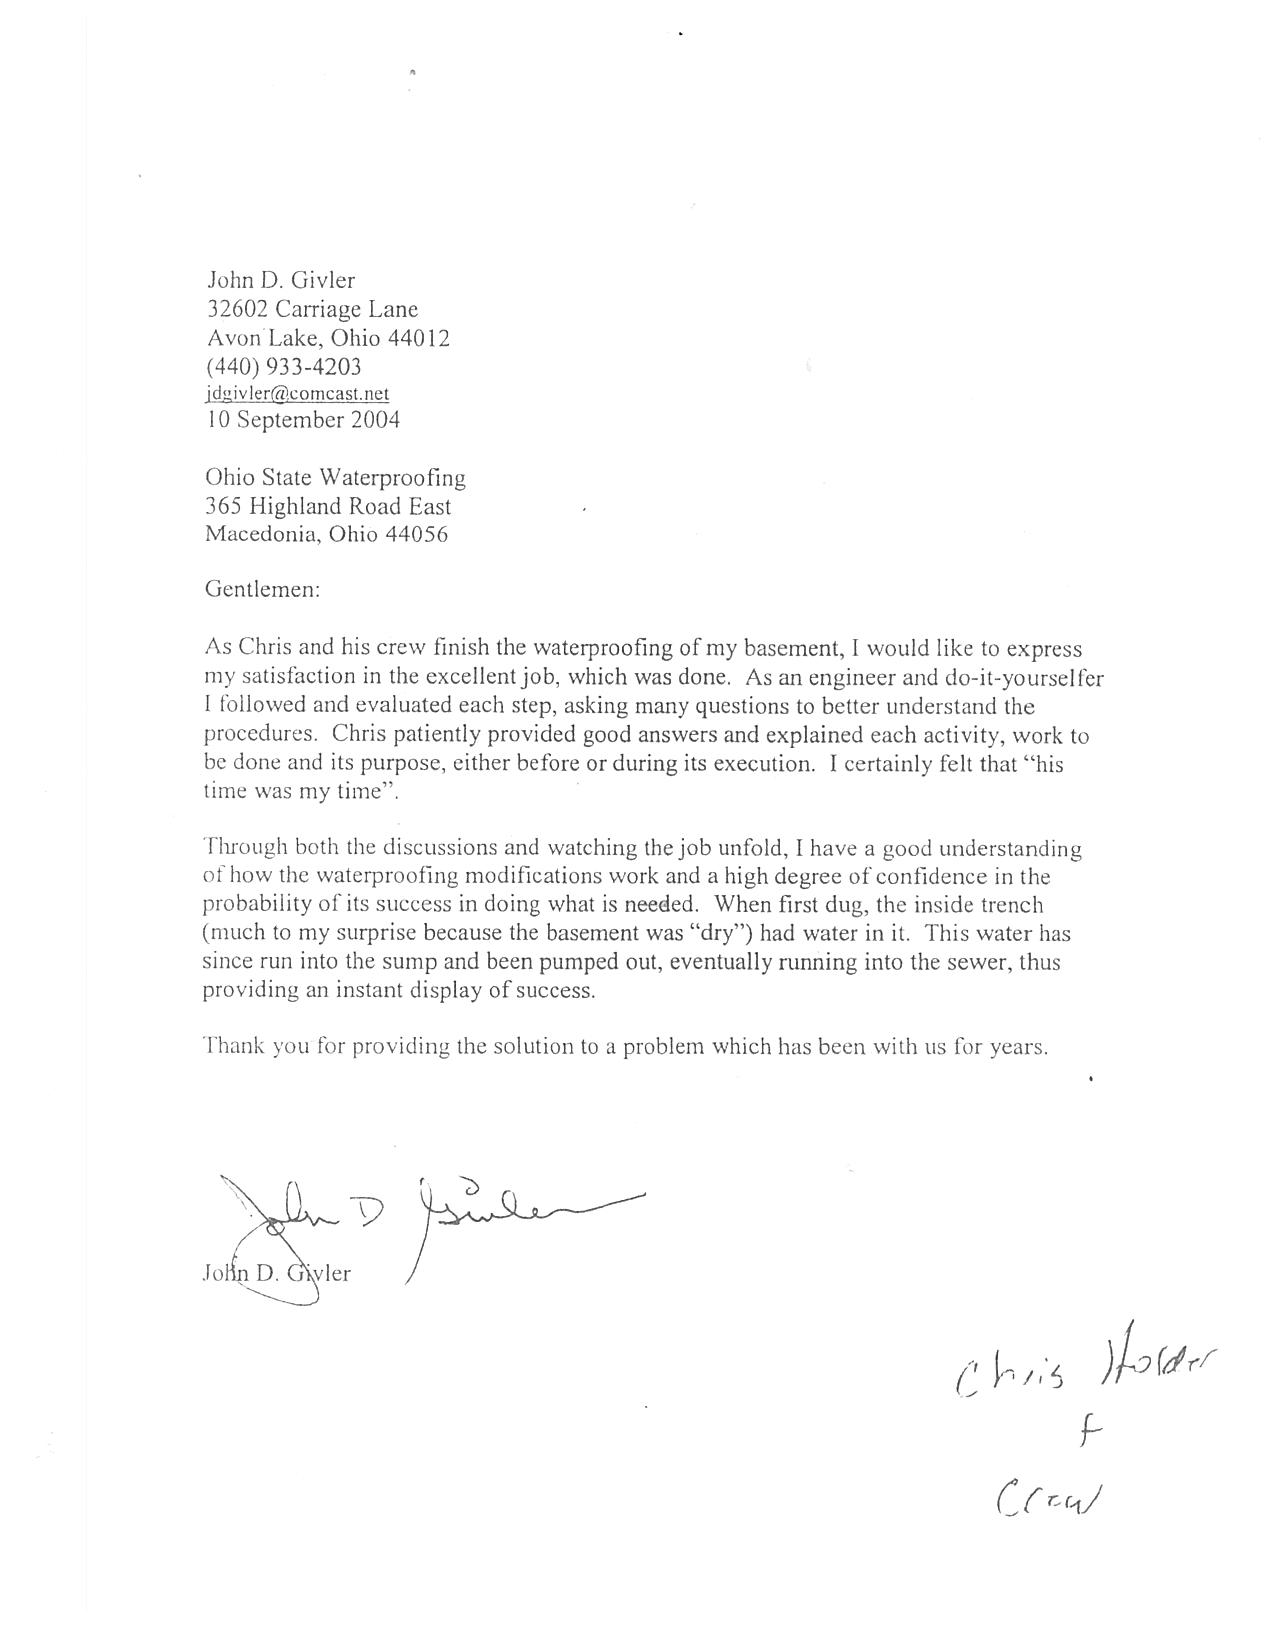 John D. Givler
32602 Carriage Lane
Avon Lake, Ohio 44012
(440) 933-4203
jdgivler@comcast.net
10 September 2004
Ohio State Waterproofing
365 Highland Road East
Macedonia, Ohio 44056
Gentlemen:
As Chris and his crew finish the waterproofing of my basement, I would like to express
my satisfaction in the excellent job, which was done. As an engineer and do-it-yourselfer
I followed and evaluated each step, asking many questions to better understand the
procedures. Chris patiently provided good answers and explained each activity, work to
be done and its purpose, either before or during its execution. I certainly felt that “his
time was my time”.
Through both the discussions and watching the job unfold, I have a good understanding
of how the waterproofing modifications work and a high degree of confidence in the
probability of its success in doing what is needed. When first dug, the inside trench
(much to my surprise because the basement was “dry”) had water in it. This water has
since run into the sump and been pumped out, eventually running into the sewer, thus
providing an instant display of success.
Thank you for providing the solution to a problem which has been with us for years.
John D Givler
John D. Givler
Chris Holder
+
Crew